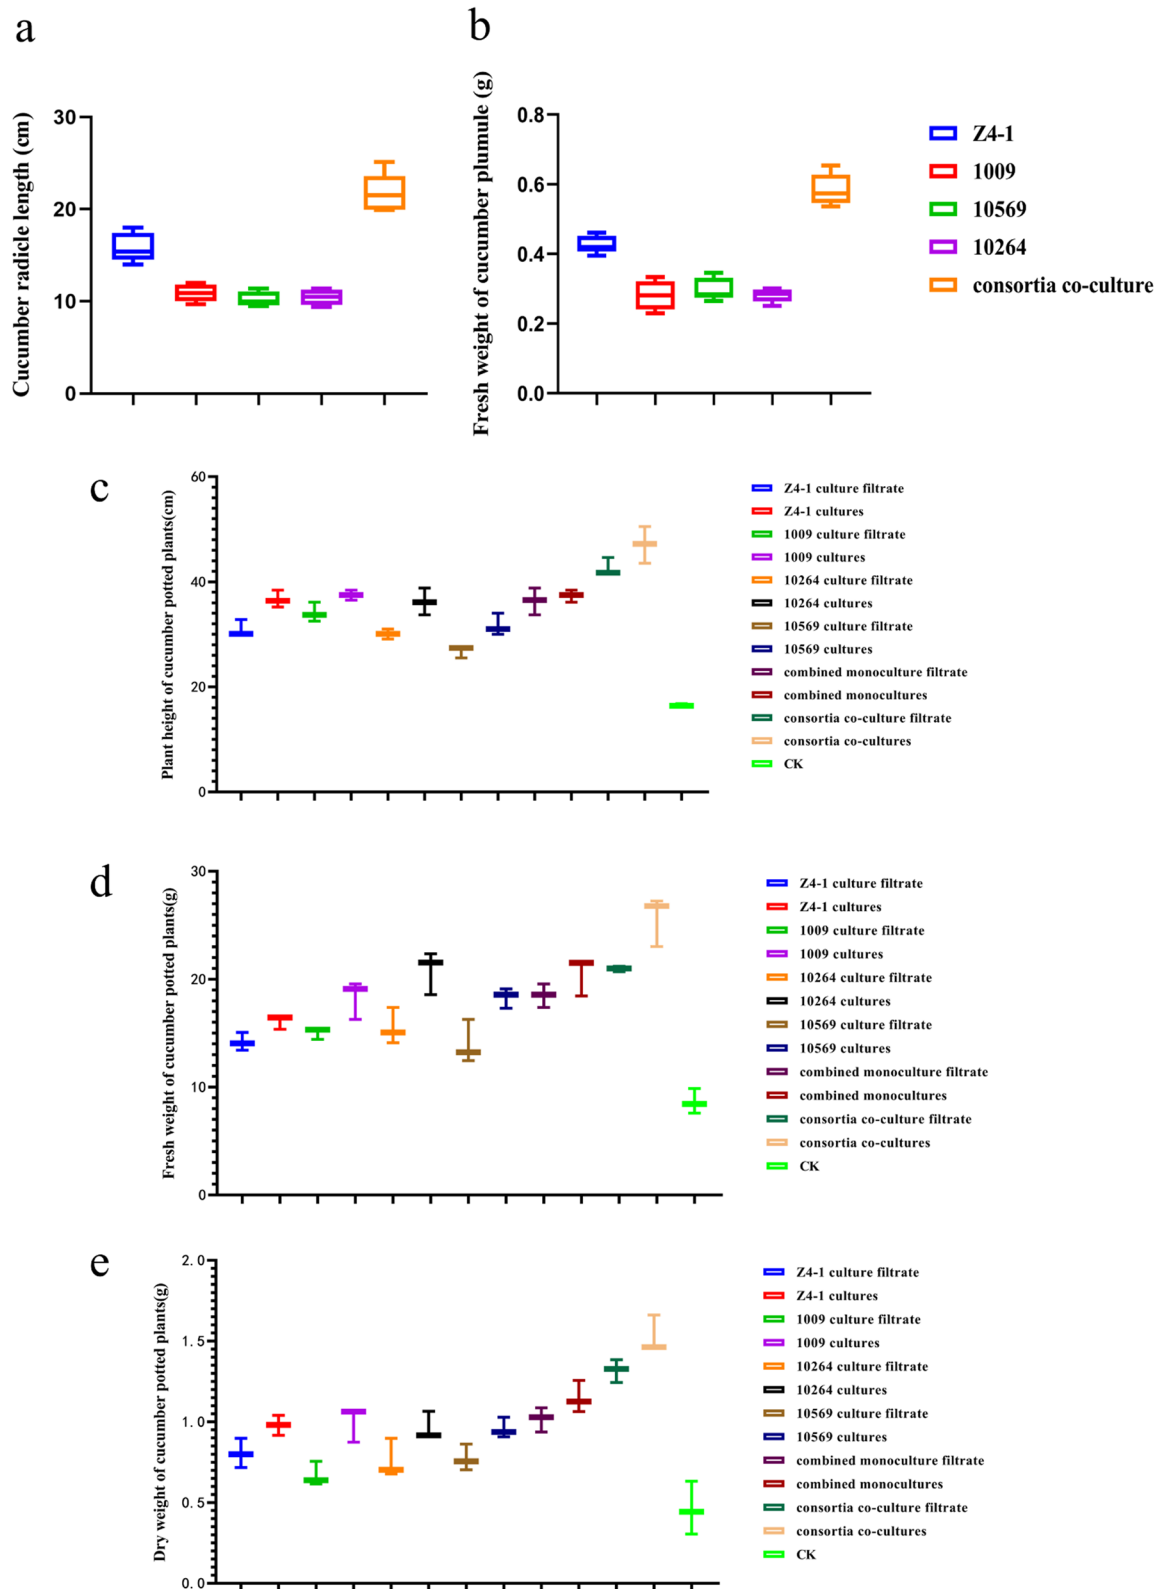 a
Cucumber radicle length (cm)
30
20
10
0
b
Fresh weight of cucumber plumule (g)
0.8
0.6
0.4
0.2
0.0
Z4-1
1009
10569
10264
consortia co-culture
c
Plant height of cucumber potted plants(cm)
60
40
20
0
Z4-1 culture filtrate
Z4-1 cultures
1009 culture filtrate
1009 cultures
10264 culture filtrate
10264 cultures
10569 culture filtrate
10569 cultures
combined monoculture filtrate
combined monocultures
consortia co-culture filtrate
consortia co-cultures
CK
d
Fresh weight of cucumber potted plants(g)
30
20
10
0
Z4-1 culture filtrate
Z4-1 cultures
1009 culture filtrate
1009 cultures
10264 culture filtrate
10264 cultures
10569 culture filtrate
10569 cultures
combined monoculture filtrate
combined monocultures
consortia co-culture filtrate
consortia co-cultures
CK
e
Dry weight of cucumber potted plants(g)
2.0
1.5
1.0
0.5
0.0
Z4-1 culture filtrate
Z4-1 cultures
1009 culture filtrate
1009 cultures
10264 culture filtrate
10264 cultures
10569 culture filtrate
10569 cultures
combined monoculture filtrate
combined monocultures
consortia co-culture filtrate
consortia co-cultures
CK